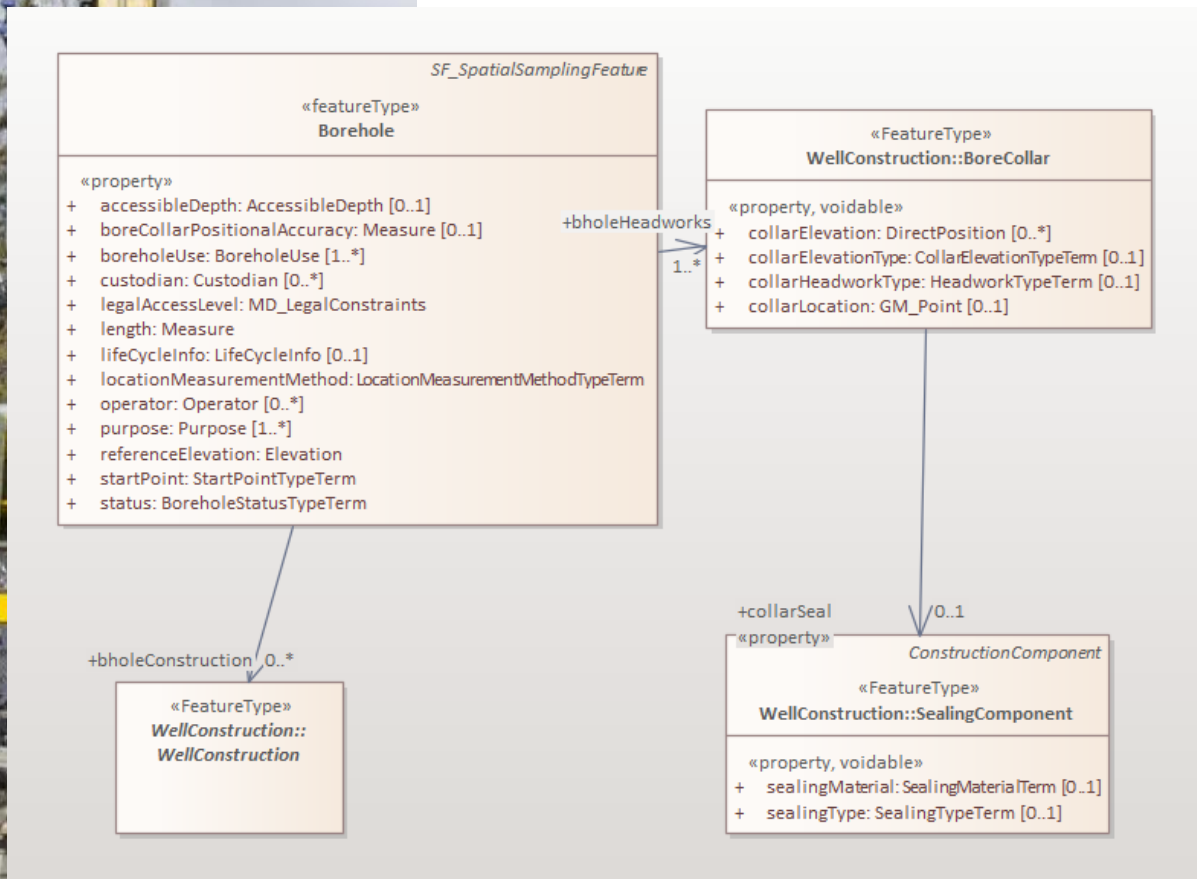 SF_SpatialSamplingFeature
«featureType»
Borehole
«property»
+ accessibleDepth: AccessibleDepth [0..1]
+ boreCollarPositionalAccuracy: Measure [0..1]
+ boreholeUse: BoreholeUse [1..*]
+ custodian: Custodian [0..*]
+ legalAccessLevel: MD_LegalConstraints
+ length: Measure
+ lifeCycleInfo: LifeCycleInfo [0..1]
+ locationMeasurementMethod: LocationMeasurementMethodTypeTerm
+ operator: Operator [0..*]
+ purpose: Purpose [1..*]
+ referenceElevation: Elevation
+ startPoint: StartPointTypeTerm
+ status: BoreholeStatusTypeTerm
+bholeHeadworks
1..*
«FeatureType»
WellConstruction::BoreCollar
«property, voidable»
+ collarElevation: DirectPosition [0..*]
+ collarElevationType: CollarElevationTypeTerm [0..1]
+ collarHeadworkType: HeadworkTypeTerm [0..1]
+ collarLocation: GM_Point [0..1]
+bholeConstruction 0..*
«FeatureType»
WellConstruction::
WellConstruction
+collarSeal 0..1
«property»
ConstructionComponent
«FeatureType»
WellConstruction::SealingComponent
«property, voidable»
+ sealingMaterial: SealingMaterialTerm [0..1]
+ sealingType: SealingTypeTerm [0..1]